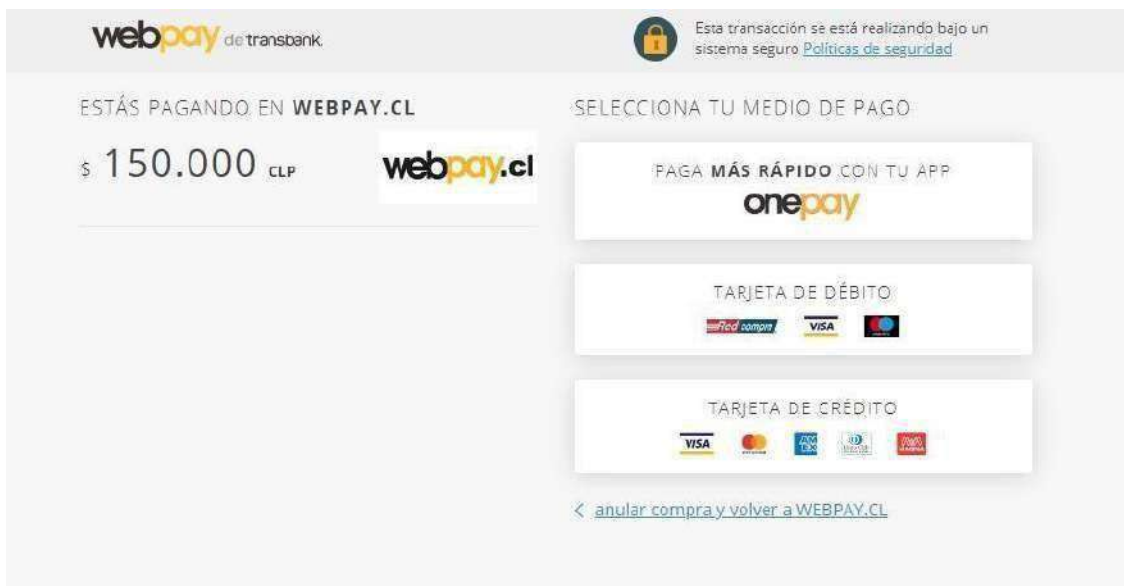 webpay de transbank.
Esta transacción se está realizando bajo un
sistema seguro Políticas de seguridad
ESTÁS PAGANDO EN WEBPAY.CL
$ 150.000 CLP
webpay.cl
SELECCIONA TU MEDIO DE PAGO
PAGA MÁS RÁPIDO CON TU APP
onepay
TARJETA DE DÉBITO
Red compra VISA
TARJETA DE CRÉDITO
VISA AM EX
< anular compra y volver a WEBPAY.CL